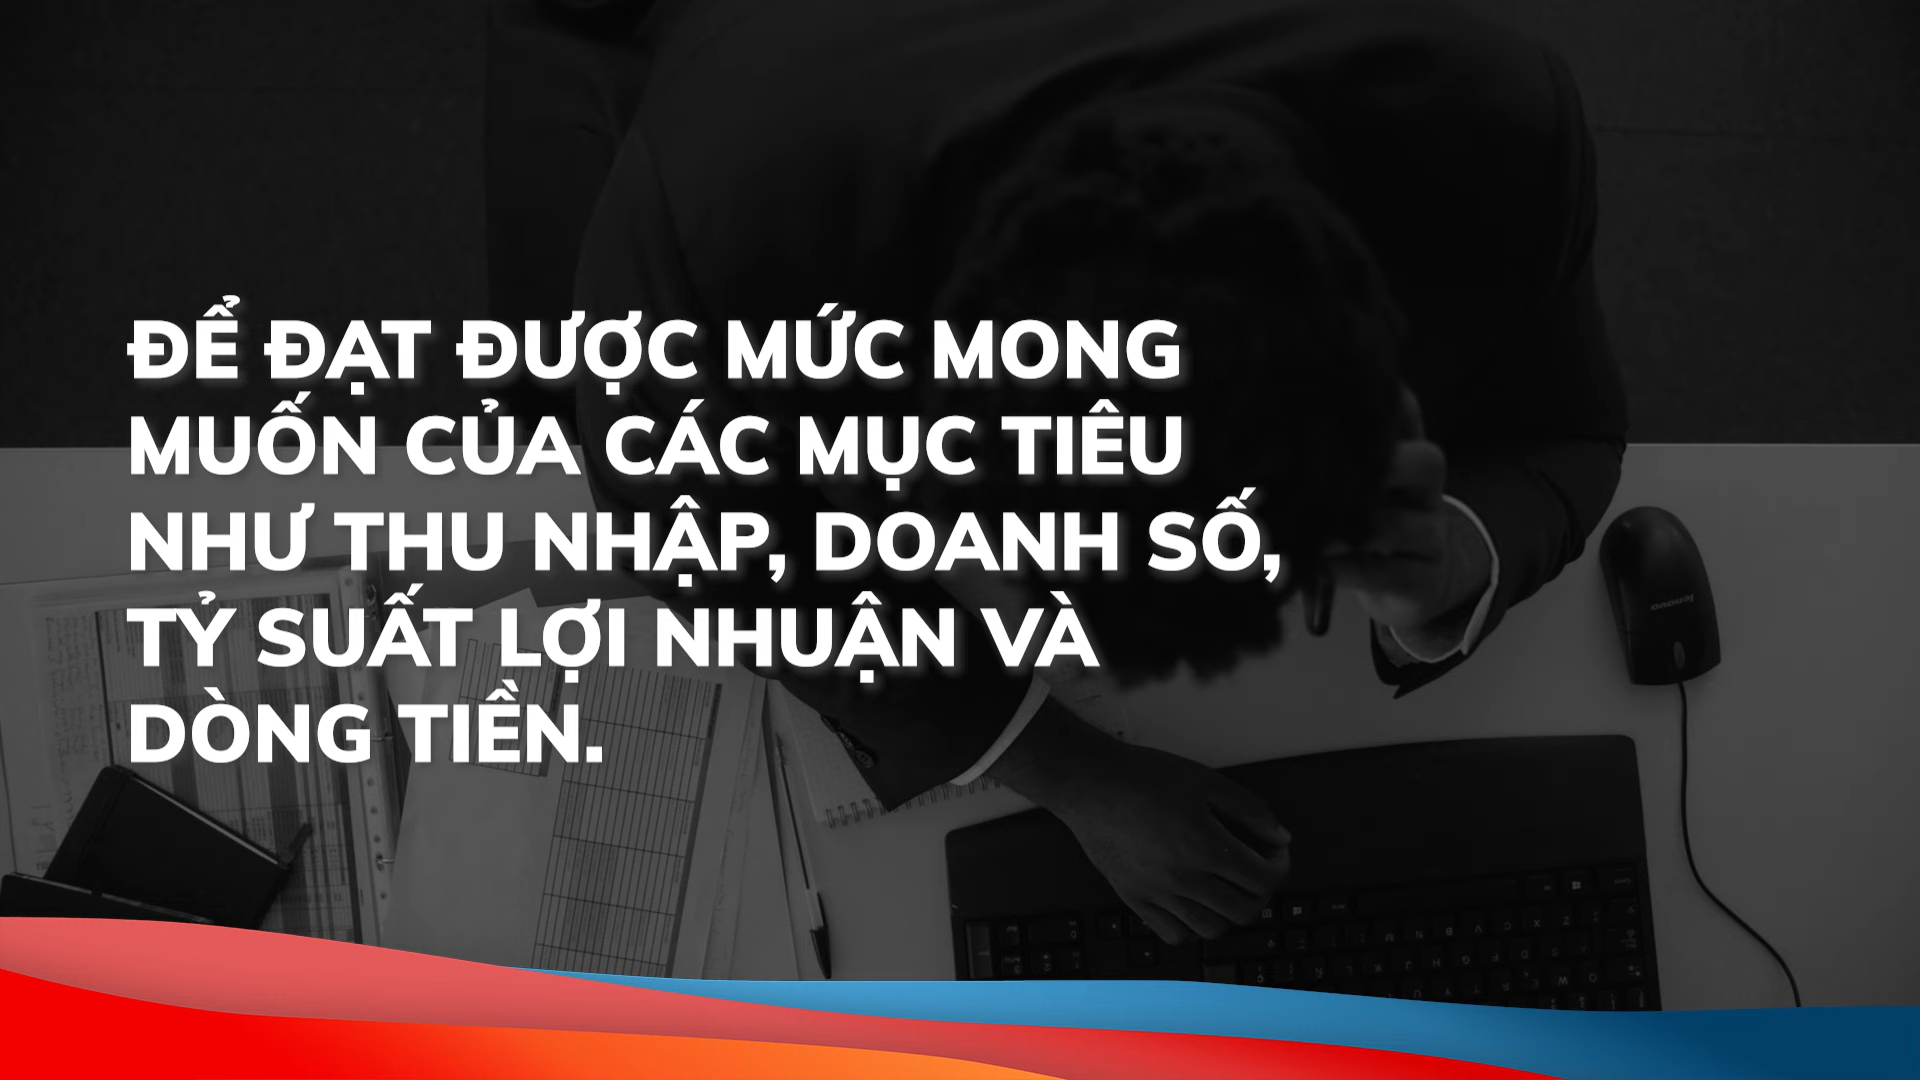 ĐỂ ĐẠT ĐƯỢC MỨC MONG
MUỐN CỦA CÁC MỤC TIÊU
NHƯ THU NHẬP, DOANH SỐ,
TỶ SUẤT LỢI NHUẬN VÀ
DÒNG TIỀN.
lenovo